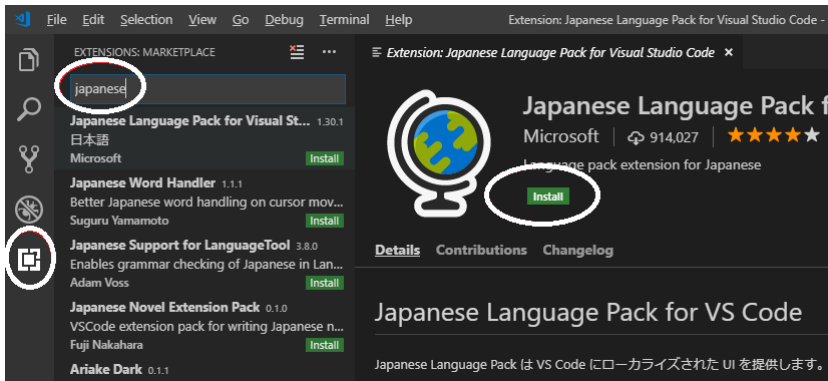 File Edit Selection View Go Debug Terminal Help Extension: Japanese Language Pack for Visual Studio Code -
EXTENSIONS: MARKETPLACE
japanese
Japanese Language Pack for Visual St... 1.30.1
日本語
Microsoft Install
Japanese Word Handler 1.1.1
Better Japanese word handling on cursor mov...
Suguru Yamamoto Install
Japanese Support for LanguageTool 3.8.0
Enables grammar checking of Japanese in Lan...
Adam Voss Install
Japanese Novel Extension Pack 0.1.0
VSCode extension pack for writing Japanese n...
Fuji Nakahara Install
Ariake Dark 0.1.1
Extension: Japanese Language Pack for Visual Studio Code
Japanese Language Pack f
Microsoft 914,027
Language pack extension for Japanese
Install
Details Contributions Changelog
Japanese Language Pack for VS Code
Japanese Language Pack は VS Code にローカライズされた UI を提供します。